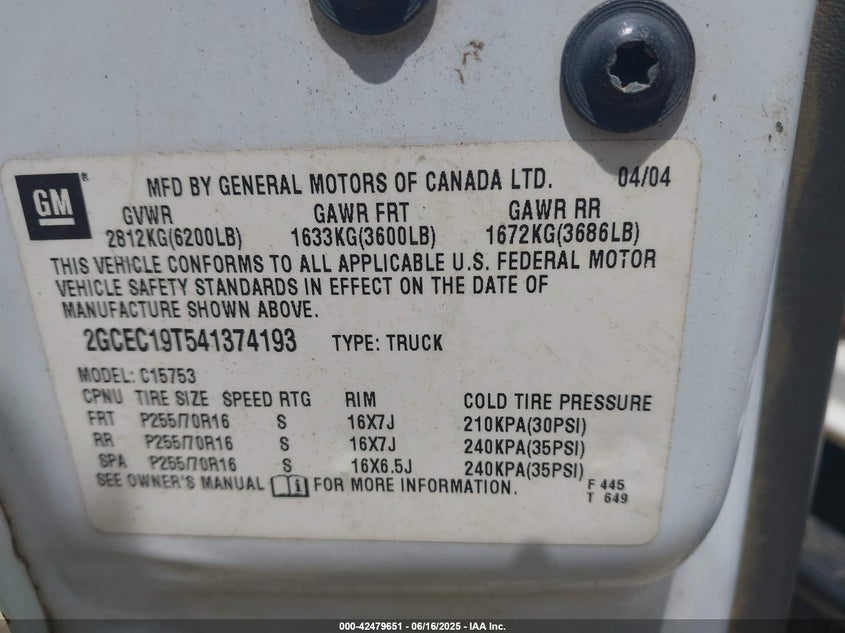 GM ®
MFD BY GENERAL MOTORS OF CANADA LTD. 04/04
GVWR GAWR FRT GAWR RR
2812KG(6200LB) 1633KG(3600LB) 1672KG(3686LB)
THIS VEHICLE CONFORMS TO ALL APPLICABLE U.S. FEDERAL MOTOR
VEHICLE SAFETY STANDARDS IN EFFECT ON THE DATE OF
MANUFACTURE SHOWN ABOVE.
2GCEC19T541374193 TYPE: TRUCK
MODEL: C15753
CPNU TIRE SIZE SPEED RTG RIM COLD TIRE PRESSURE
FRT P255/70R16 S 16X7J 210KPA(30PSI)
RR P255/70R16 S 16X7J 240KPA(35PSI)
SPA P255/70R16 S 16X6.5J 240KPA(35PSI)
SEE OWNER'S MANUAL i FOR MORE INFORMATION.
F 445
T 649
000-42479651 - 06/16/2025 - IAA Inc.